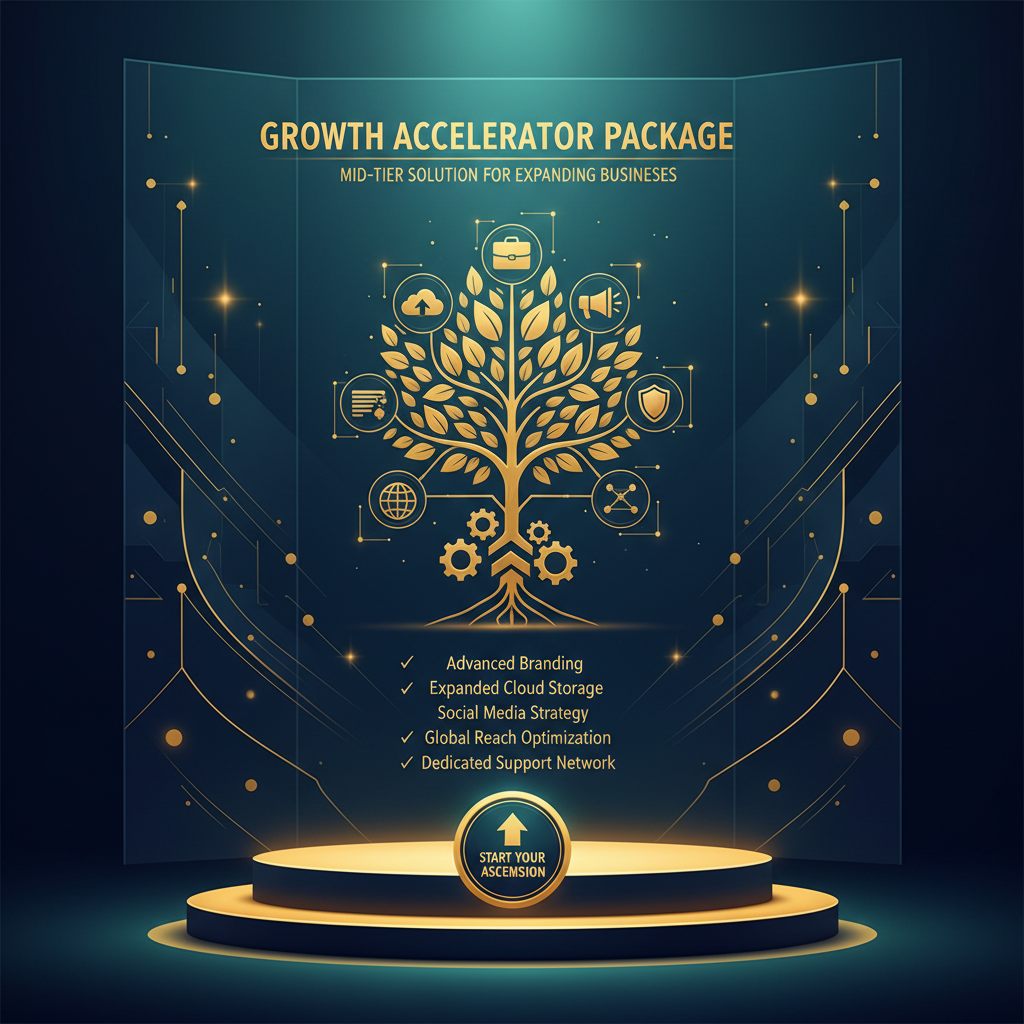 GROWTH ACCELERATOR PACKAGE
MID-TIER SOLUTION FOR EXPANDING BUSINESES
✓ Advanced Branding
✓ Expanded Cloud Storage
Social Media Strategy
✓ Global Reach Optimization
✓ Dedicated Support Network
START YOUR
ASCEMSION